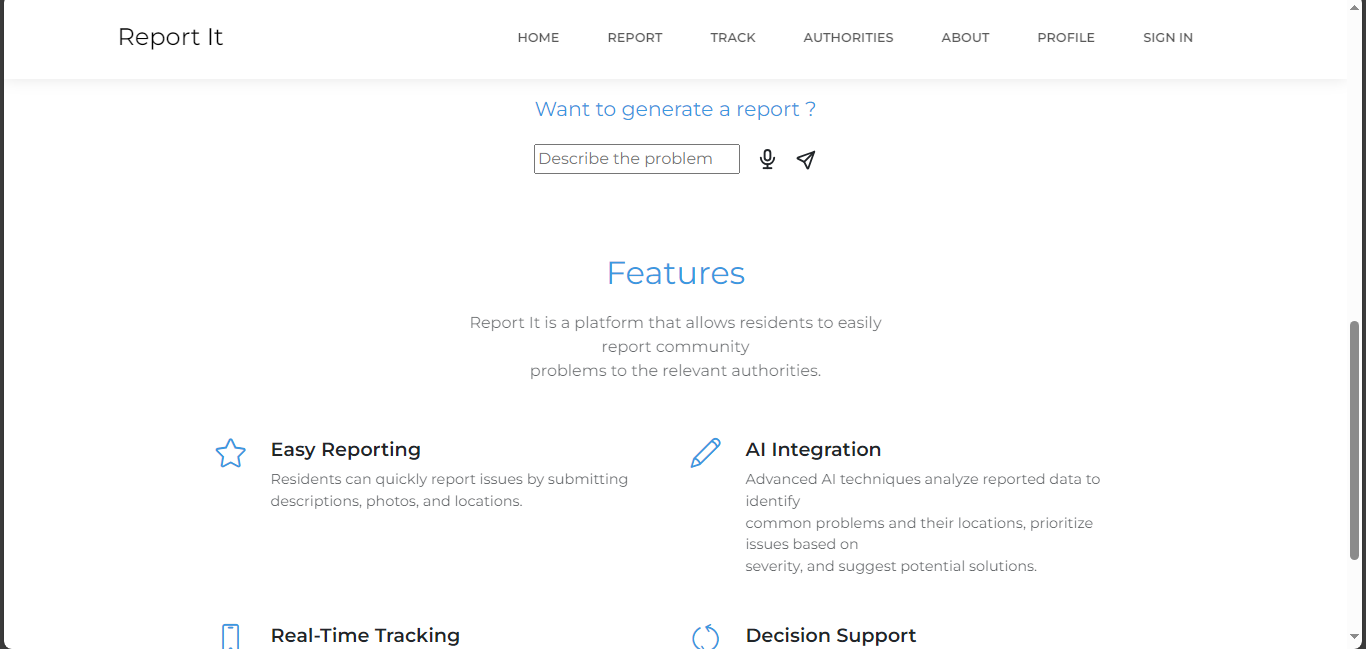 Report It
HOME REPORT TRACK AUTHORITIES ABOUT PROFILE SIGN IN
Want to generate a report ?
Describe the problem
Features
Report It is a platform that allows residents to easily
report community
problems to the relevant authorities.
Easy Reporting
Residents can quickly report issues by submitting
descriptions, photos, and locations.
AI Integration
Advanced AI techniques analyze reported data to
identify
common problems and their locations, prioritize
issues based on
severity, and suggest potential solutions.
Real-Time Tracking
Decision Support